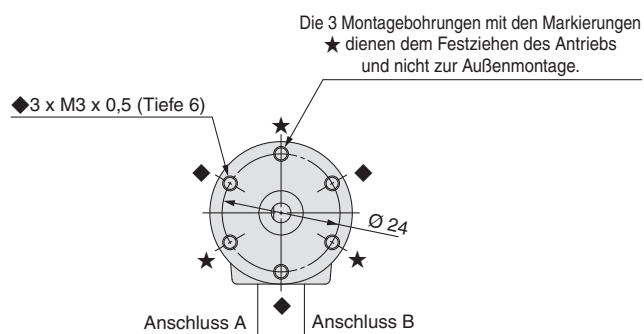 Die 3 Montagebohrungen mit den Markierungen
★ dienen dem Festziehen des Antriebs
und nicht zur Außenmontage.
◆3 x M3 x 0,5 (Tiefe 6)
Ø 24
Anschluss A
Anschluss B